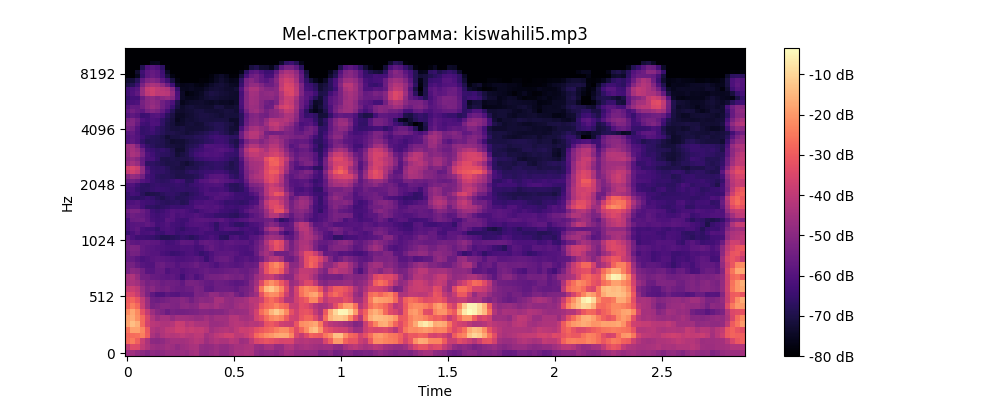 Mel-спектрограмма: kiswahili5.mp3
8192
4096
2048
1024
512
0
Hz
0
0.5
1
1.5
2
2.5
Time
-10 dB
-20 dB
-30 dB
-40 dB
-50 dB
-60 dB
-70 dB
-80 dB